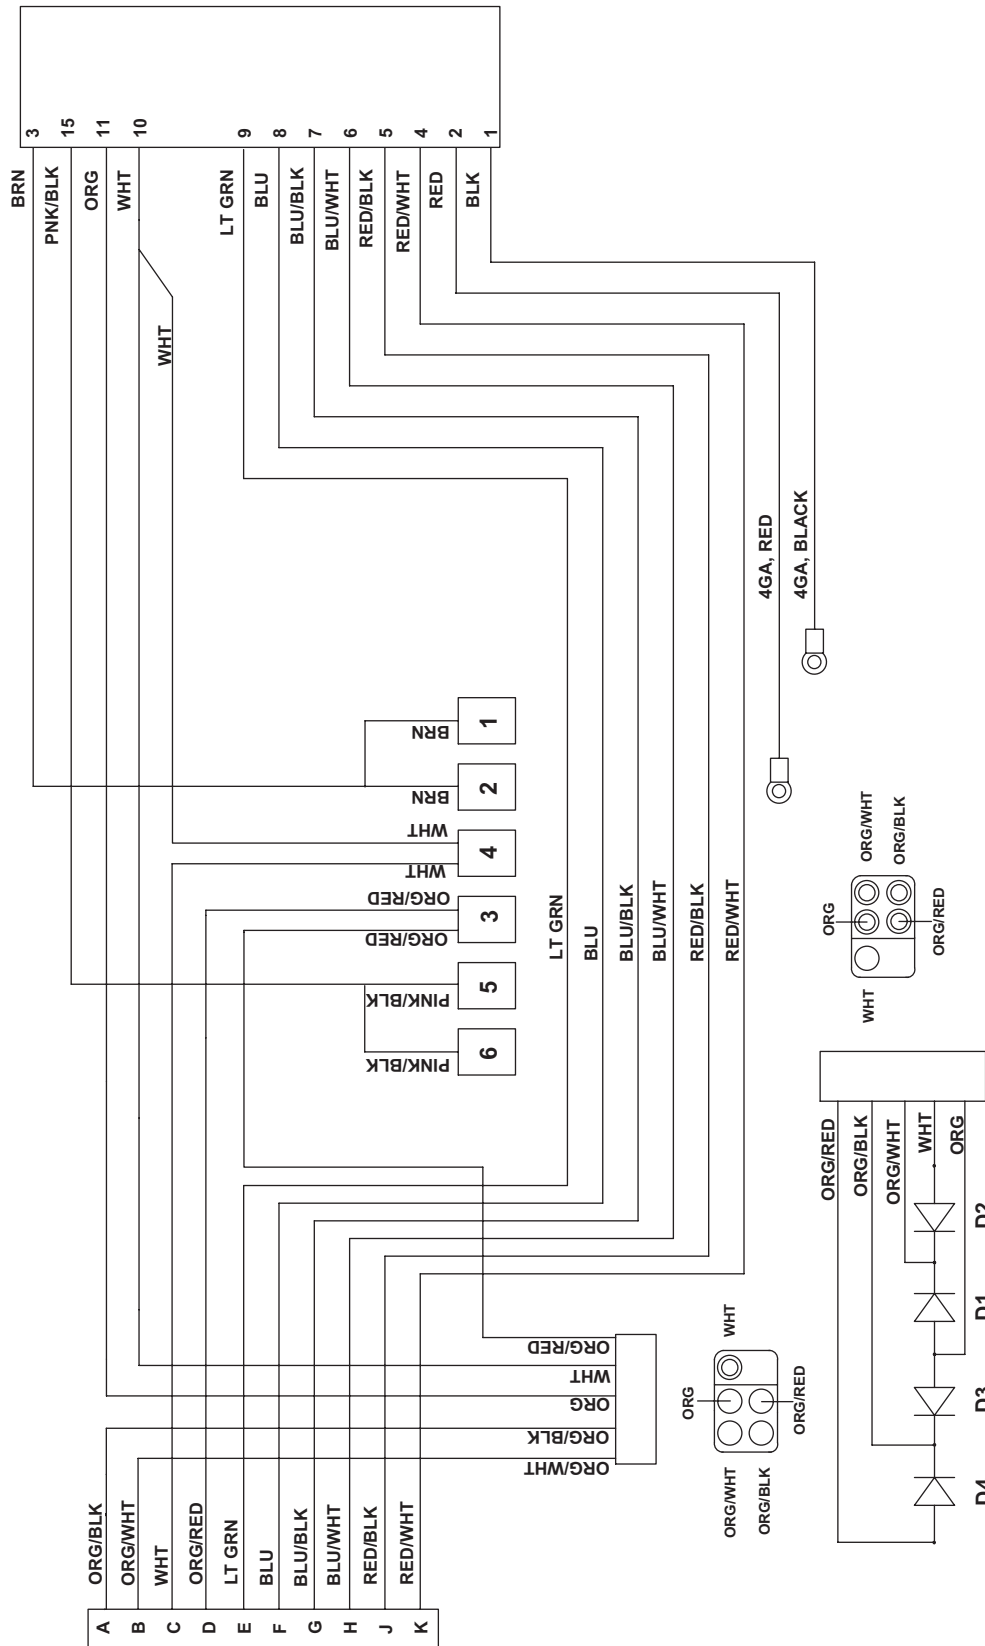 3
15
11
10
9
8
7
6
5
4
2
1
BRN
PNK/BLK
ORG
WHT
LT GRN
BLU
BLU/BLK
BLU/WHT
RED/BLK
RED/WHT
RED
BLK
WHT
4GA, RED
4GA, BLACK
BRN
1
BRN
2
WHT
WHT
4
ORG/RED
ORG/RED
3
PINK/BLK
5
PINK/BLK
6
LT GRN
BLU
BLU/BLK
BLU/WHT
RED/BLK
RED/WHT
ORG
ORG/WHT
ORG/BLK
WHT
ORG/RED
ORG/RED
ORG/BLK
ORG/WHT
WHT
ORG
D2
D1
D3
D4
ORG/RED
WHT
ORG
ORG/BLK
ORG/WHT
ORG
WHT
ORG/RED
ORG/WHT
ORG/BLK
ORG/BLK
ORG/WHT
WHT
ORG/RED
LT GRN
BLU
BLU/BLK
BLU/WHT
RED/BLK
RED/WHT
A
B
C
D
E
F
G
H
J
K